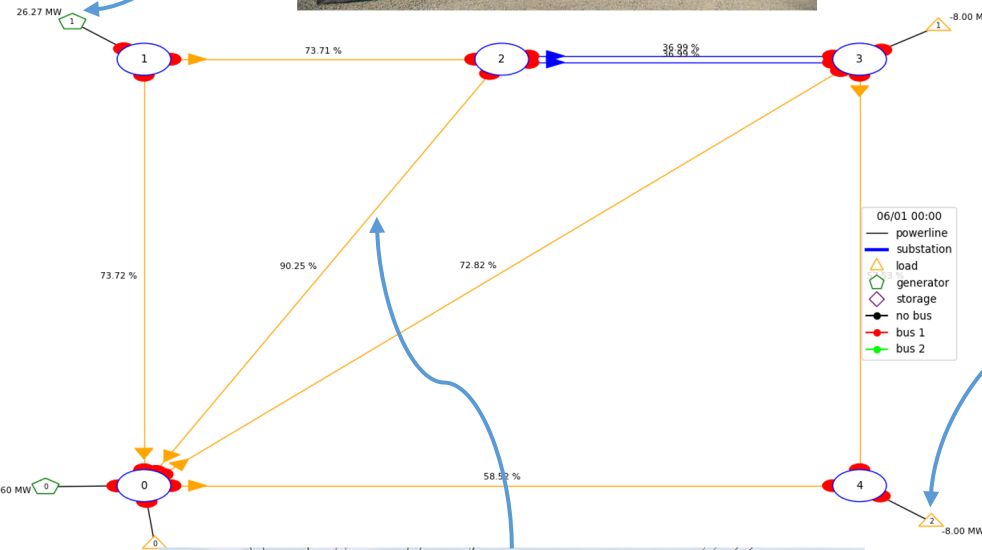 26.27 MW
1
1
-8.00 MW
1
73.71 %
2
36.99 %
36.99 %
3
06/01 00:00
powerline
substation
load
generator
storage
no bus
bus 1
bus 2
73.72 %
90.25 %
72.82 %
60 MW
0
0
58.52 %
4
0
2
-8.00 MW